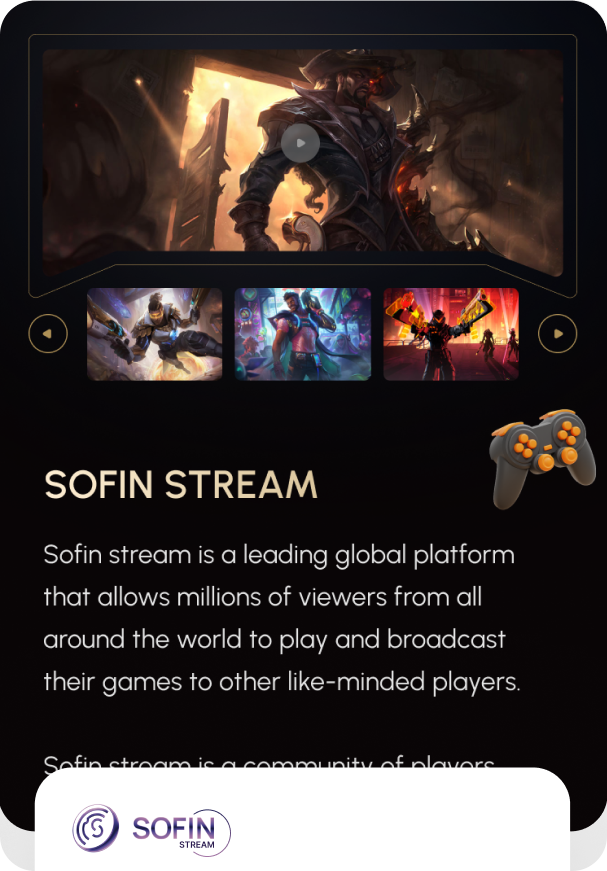 SOFIN STREAM
Sofin stream is a leading global platform
that allows millions of viewers from all
around the world to play and broadcast
their games to other like-minded players.
Sofin stream is a community of players
SOFIN
STREAM